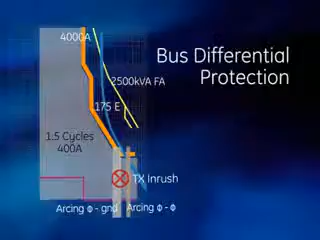 4000A
Bus Differential
Protection
2500kVA FA
175 E
1.5 Cycles
400A
TX Inrush
Arcing Φ - gnd
Arcing Φ - Φ